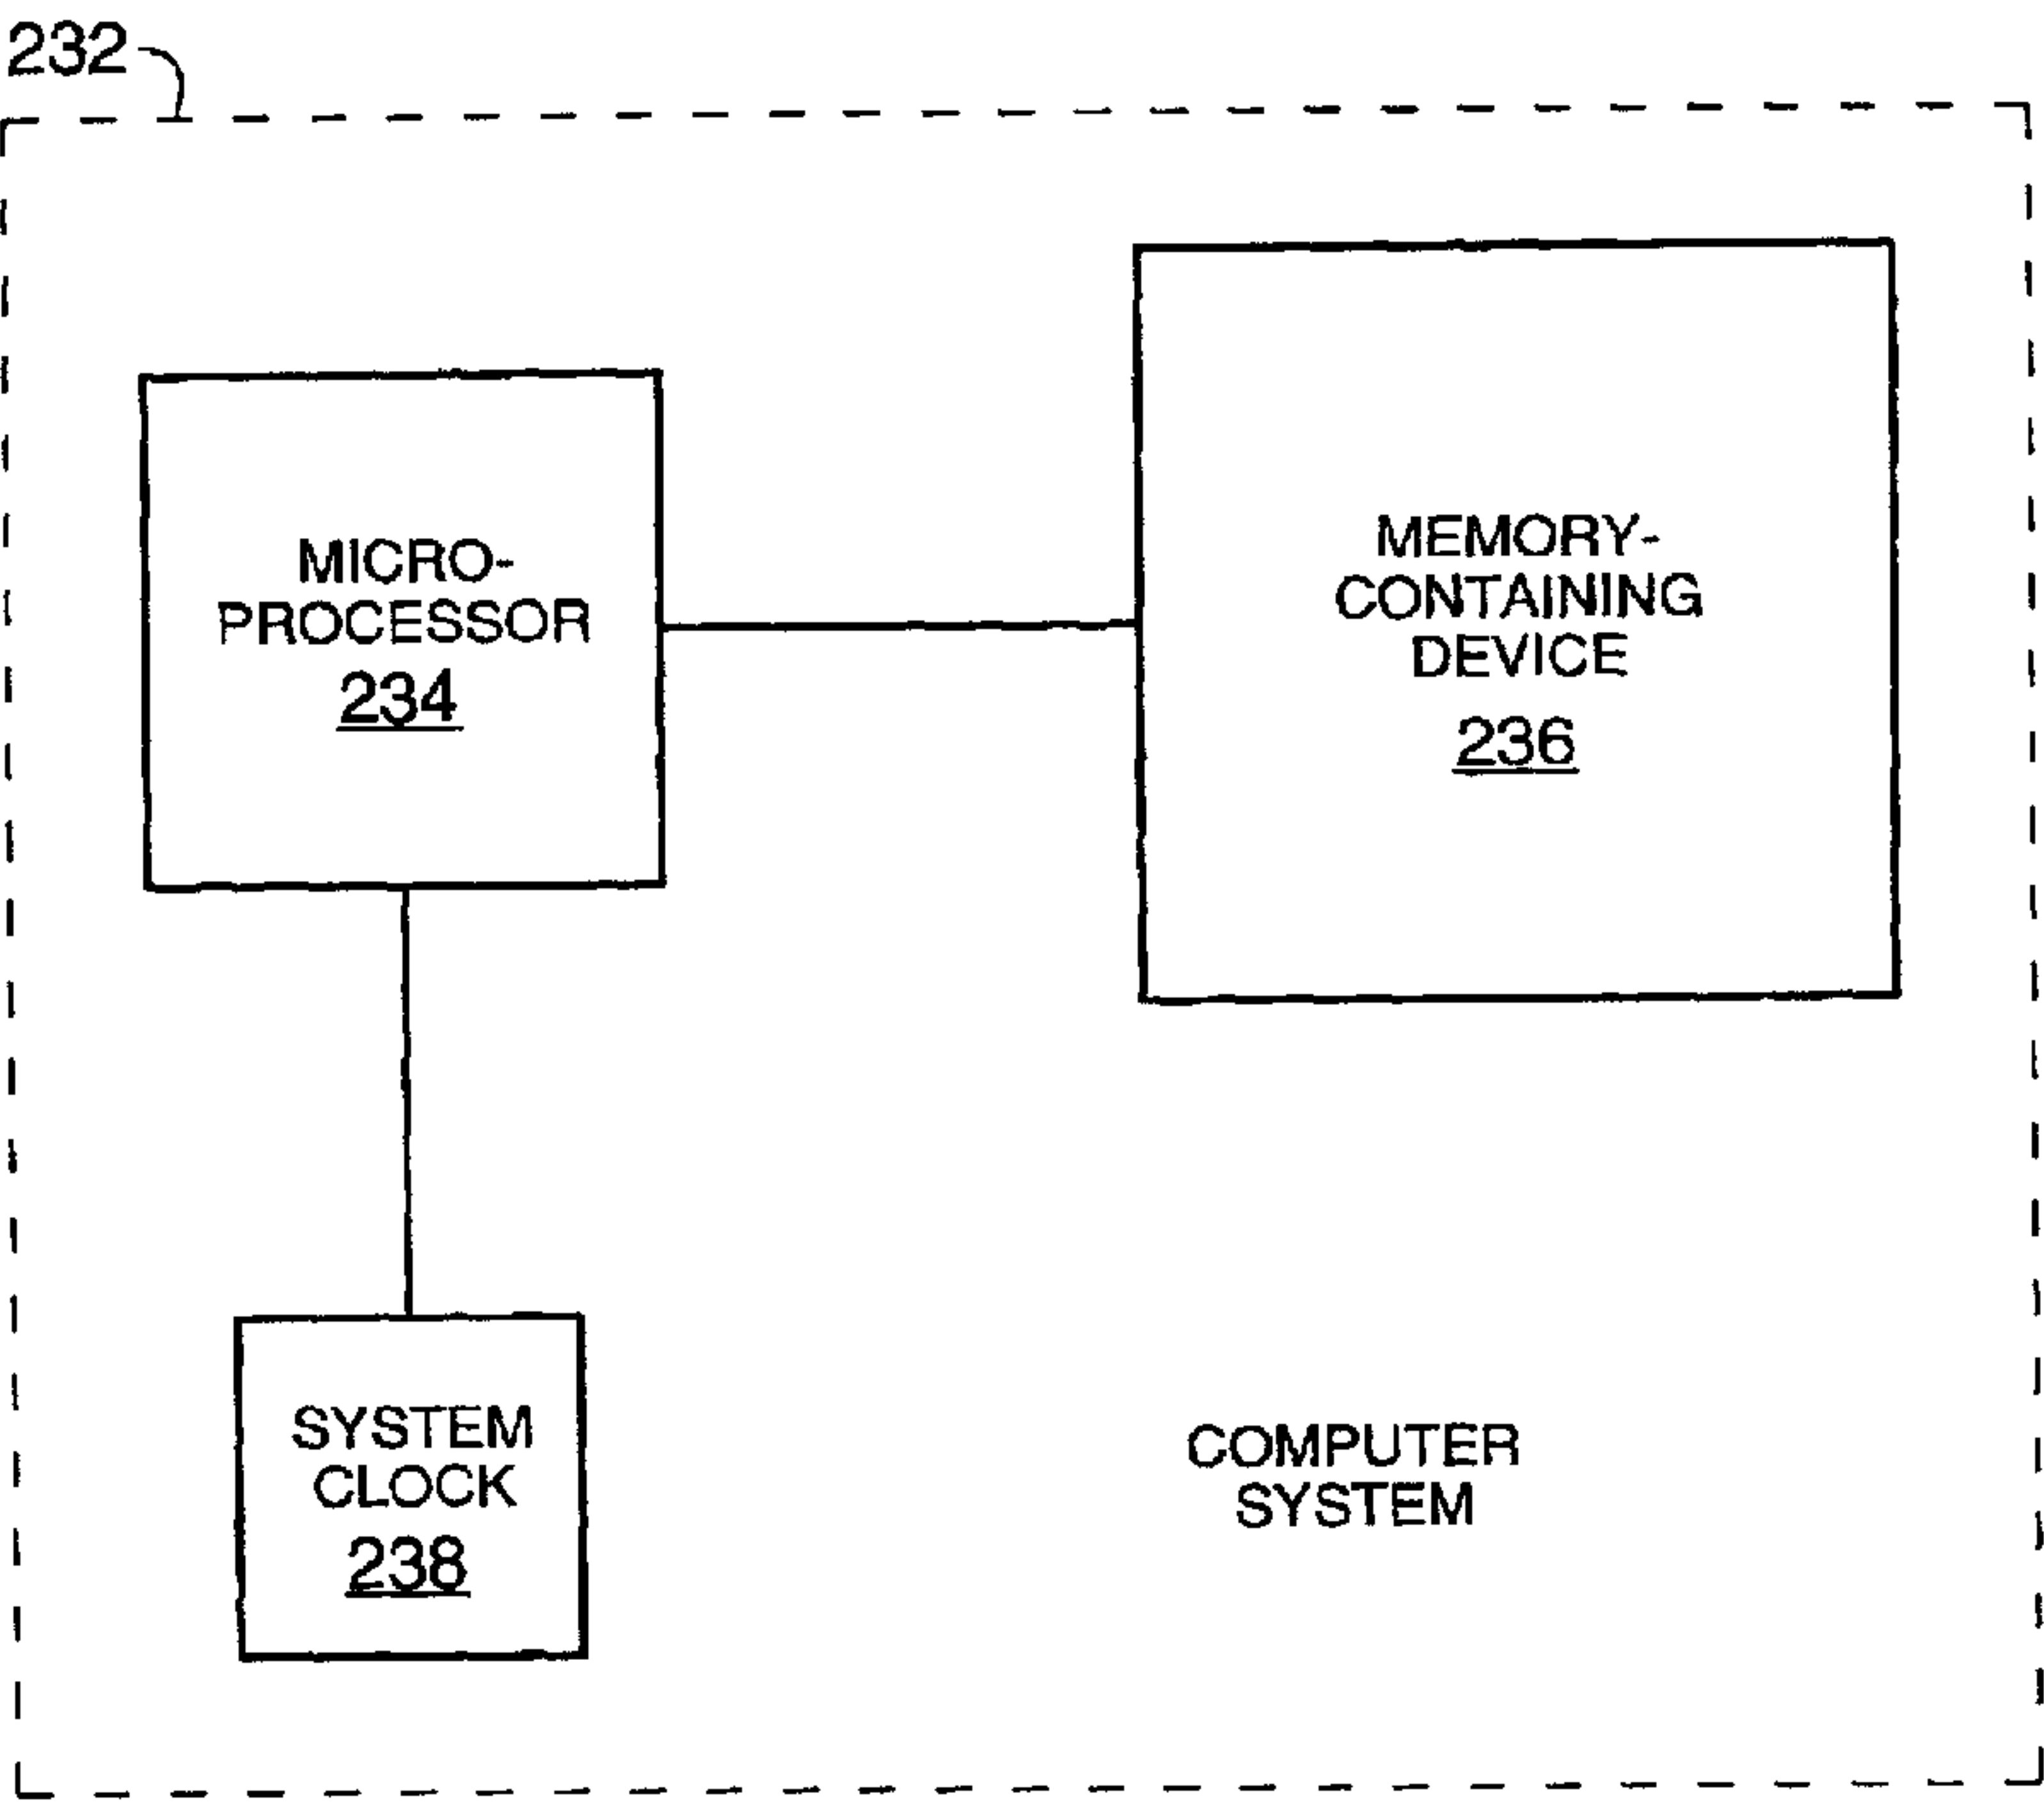 232
MICRO-
PROCESSOR
234
MEMORY-
CONTAINING
DEVICE
236
SYSTEM
CLOCK
238
COMPUTER
SYSTEM